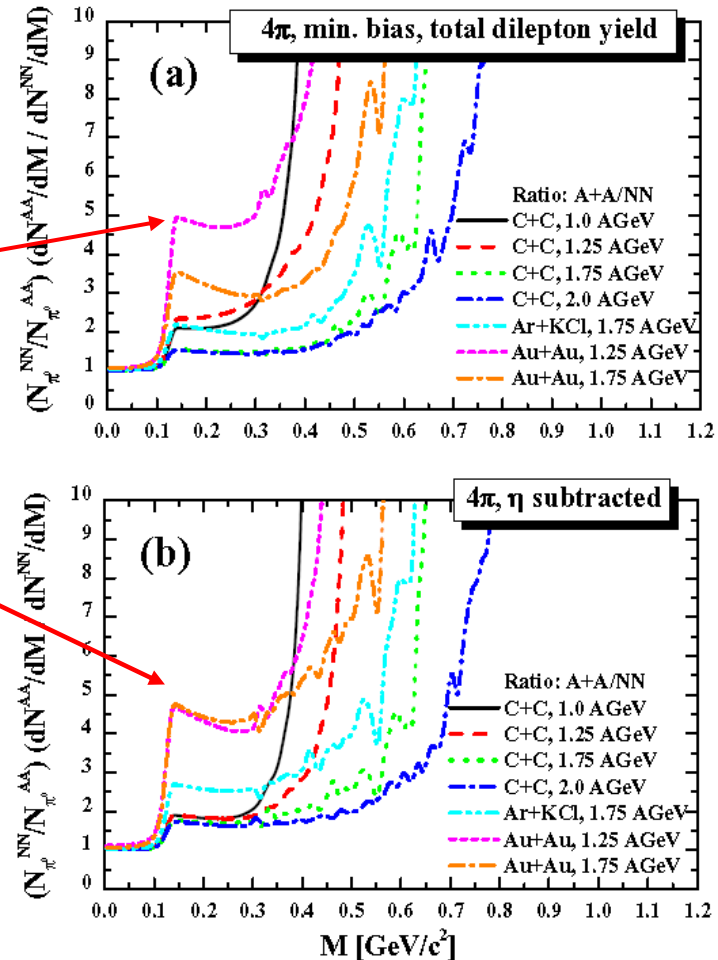 4π, min. bias, total dilepton yield
(a)
(N_π⁰^NN/N_π⁰^AA) (dN^AA/dM / dN^NN/dM)
10
9
8
7
6
5
4
3
2
1
0
Ratio: A+A/NN
C+C, 1.0 AGeV
C+C, 1.25 AGeV
C+C, 1.75 AGeV
C+C, 2.0 AGeV
Ar+KCl, 1.75 AGeV
Au+Au, 1.25 AGeV
Au+Au, 1.75 AGeV
0.0 0.1 0.2 0.3 0.4 0.5 0.6 0.7 0.8 0.9 1.0 1.1 1.2
4π, η subtracted
(b)
(N_π⁰^NN/N_π⁰^AA) (dN^AA/dM / dN^NN/dM)
10
9
8
7
6
5
4
3
2
1
0
Ratio: A+A/NN
C+C, 1.0 AGeV
C+C, 1.25 AGeV
C+C, 1.75 AGeV
C+C, 2.0 AGeV
Ar+KCl, 1.75 AGeV
Au+Au, 1.25 AGeV
Au+Au, 1.75 AGeV
0.0 0.1 0.2 0.3 0.4 0.5 0.6 0.7 0.8 0.9 1.0 1.1 1.2
M [GeV/c²]